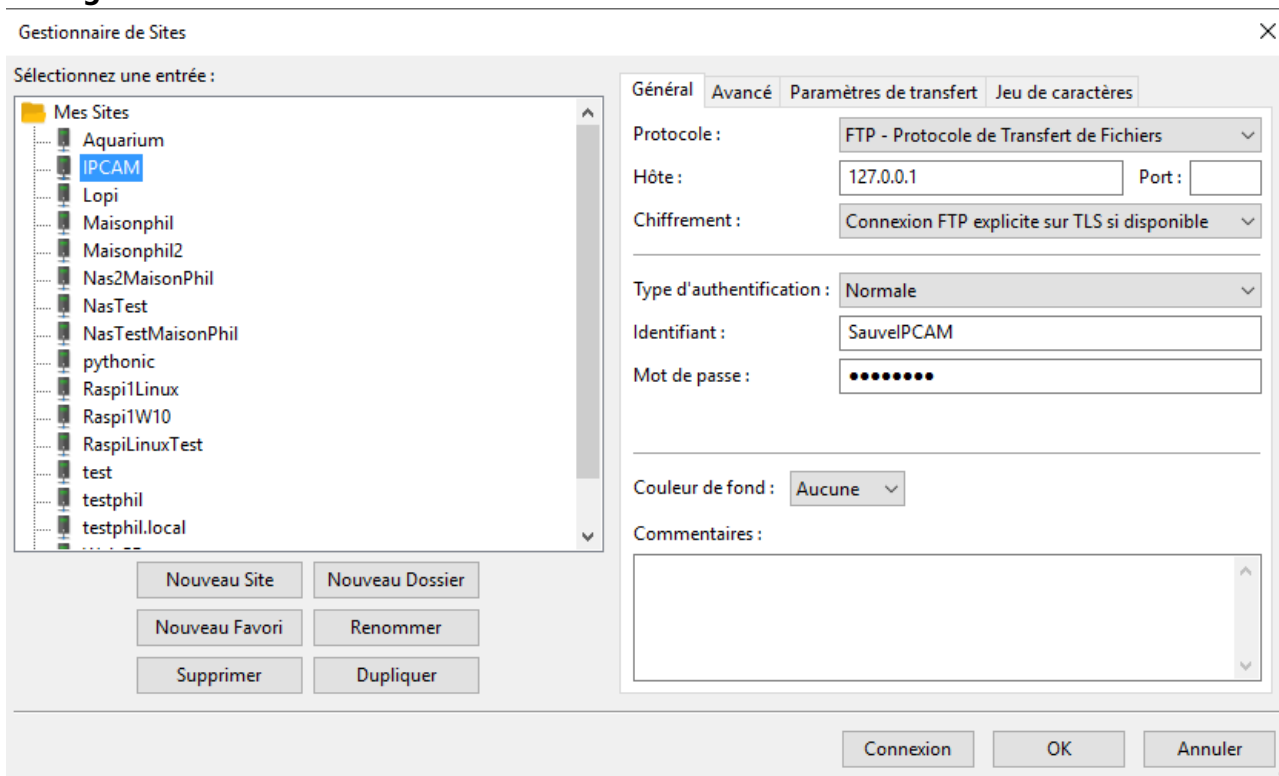 Gestionnaire de Sites
Sélectionnez une entrée :
Mes Sites
Aquarium
IPCAM
Lopi
Maisonphil
Maisonphil2
Nas2MaisonPhil
NasTest
NasTestMaisonPhil
pythonic
Raspi1Linux
Raspi1W10
RaspiLinuxTest
test
testphil
testphil.local
Nouveau Site Nouveau Dossier
Nouveau Favori Renommer
Supprimer Dupliquer
Général Avancé Paramètres de transfert Jeu de caractères
Protocole : FTP - Protocole de Transfert de Fichiers
Hôte : 127.0.0.1 Port :
Chiffrement : Connexion FTP explicite sur TLS si disponible
Type d'authentification : Normale
Identifiant : SauveIPCAM
Mot de passe : ●●●●●●●●
Couleur de fond : Aucune
Commentaires :
Connexion OK Annuler